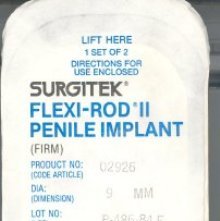 LIFT HERE
1 SET OF 2
DIRECTIONS FOR
USE ENCLOSED
SURGITEK®
FLEXI-ROD® II
PENILE IMPLANT
(FIRM)
PRODUCT NO: 02926
(CODE ARTICLE)
DIA: 9 MM
(DIMENSION)
LOT NO: